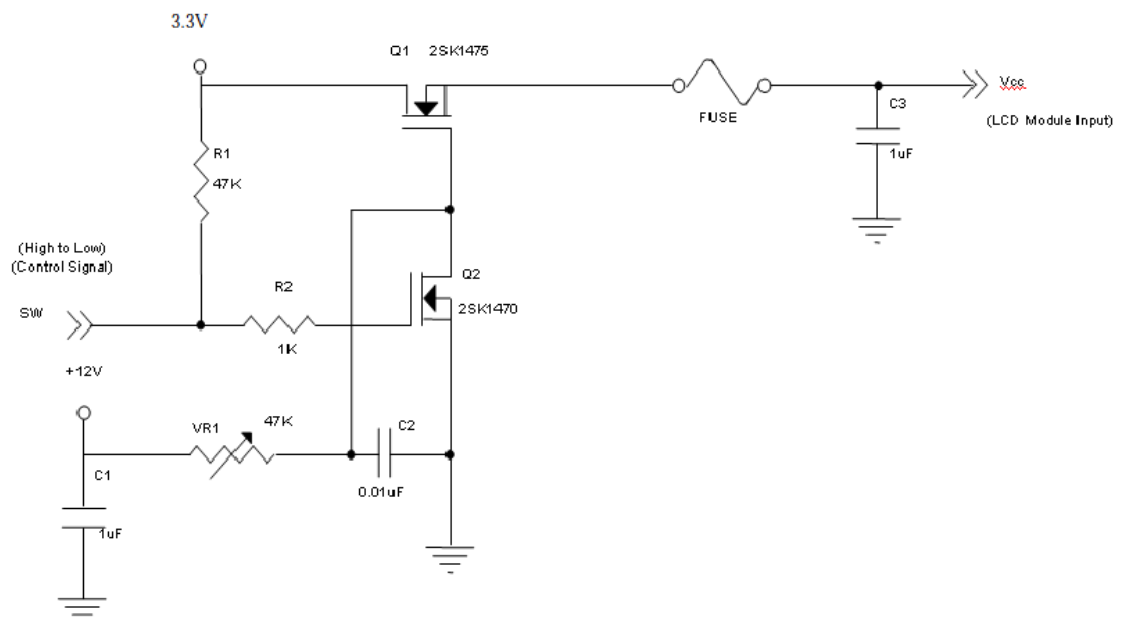 3.3V
Q1 2SK1475
FUSE
Vcc
C3
(LCD Module Input)
1uF
R1
47K
(High to Low)
(Control Signal)
SW
R2
1K
Q2
2SK1470
+12V
VR1
47K
C2
0.01uF
C1
1uF